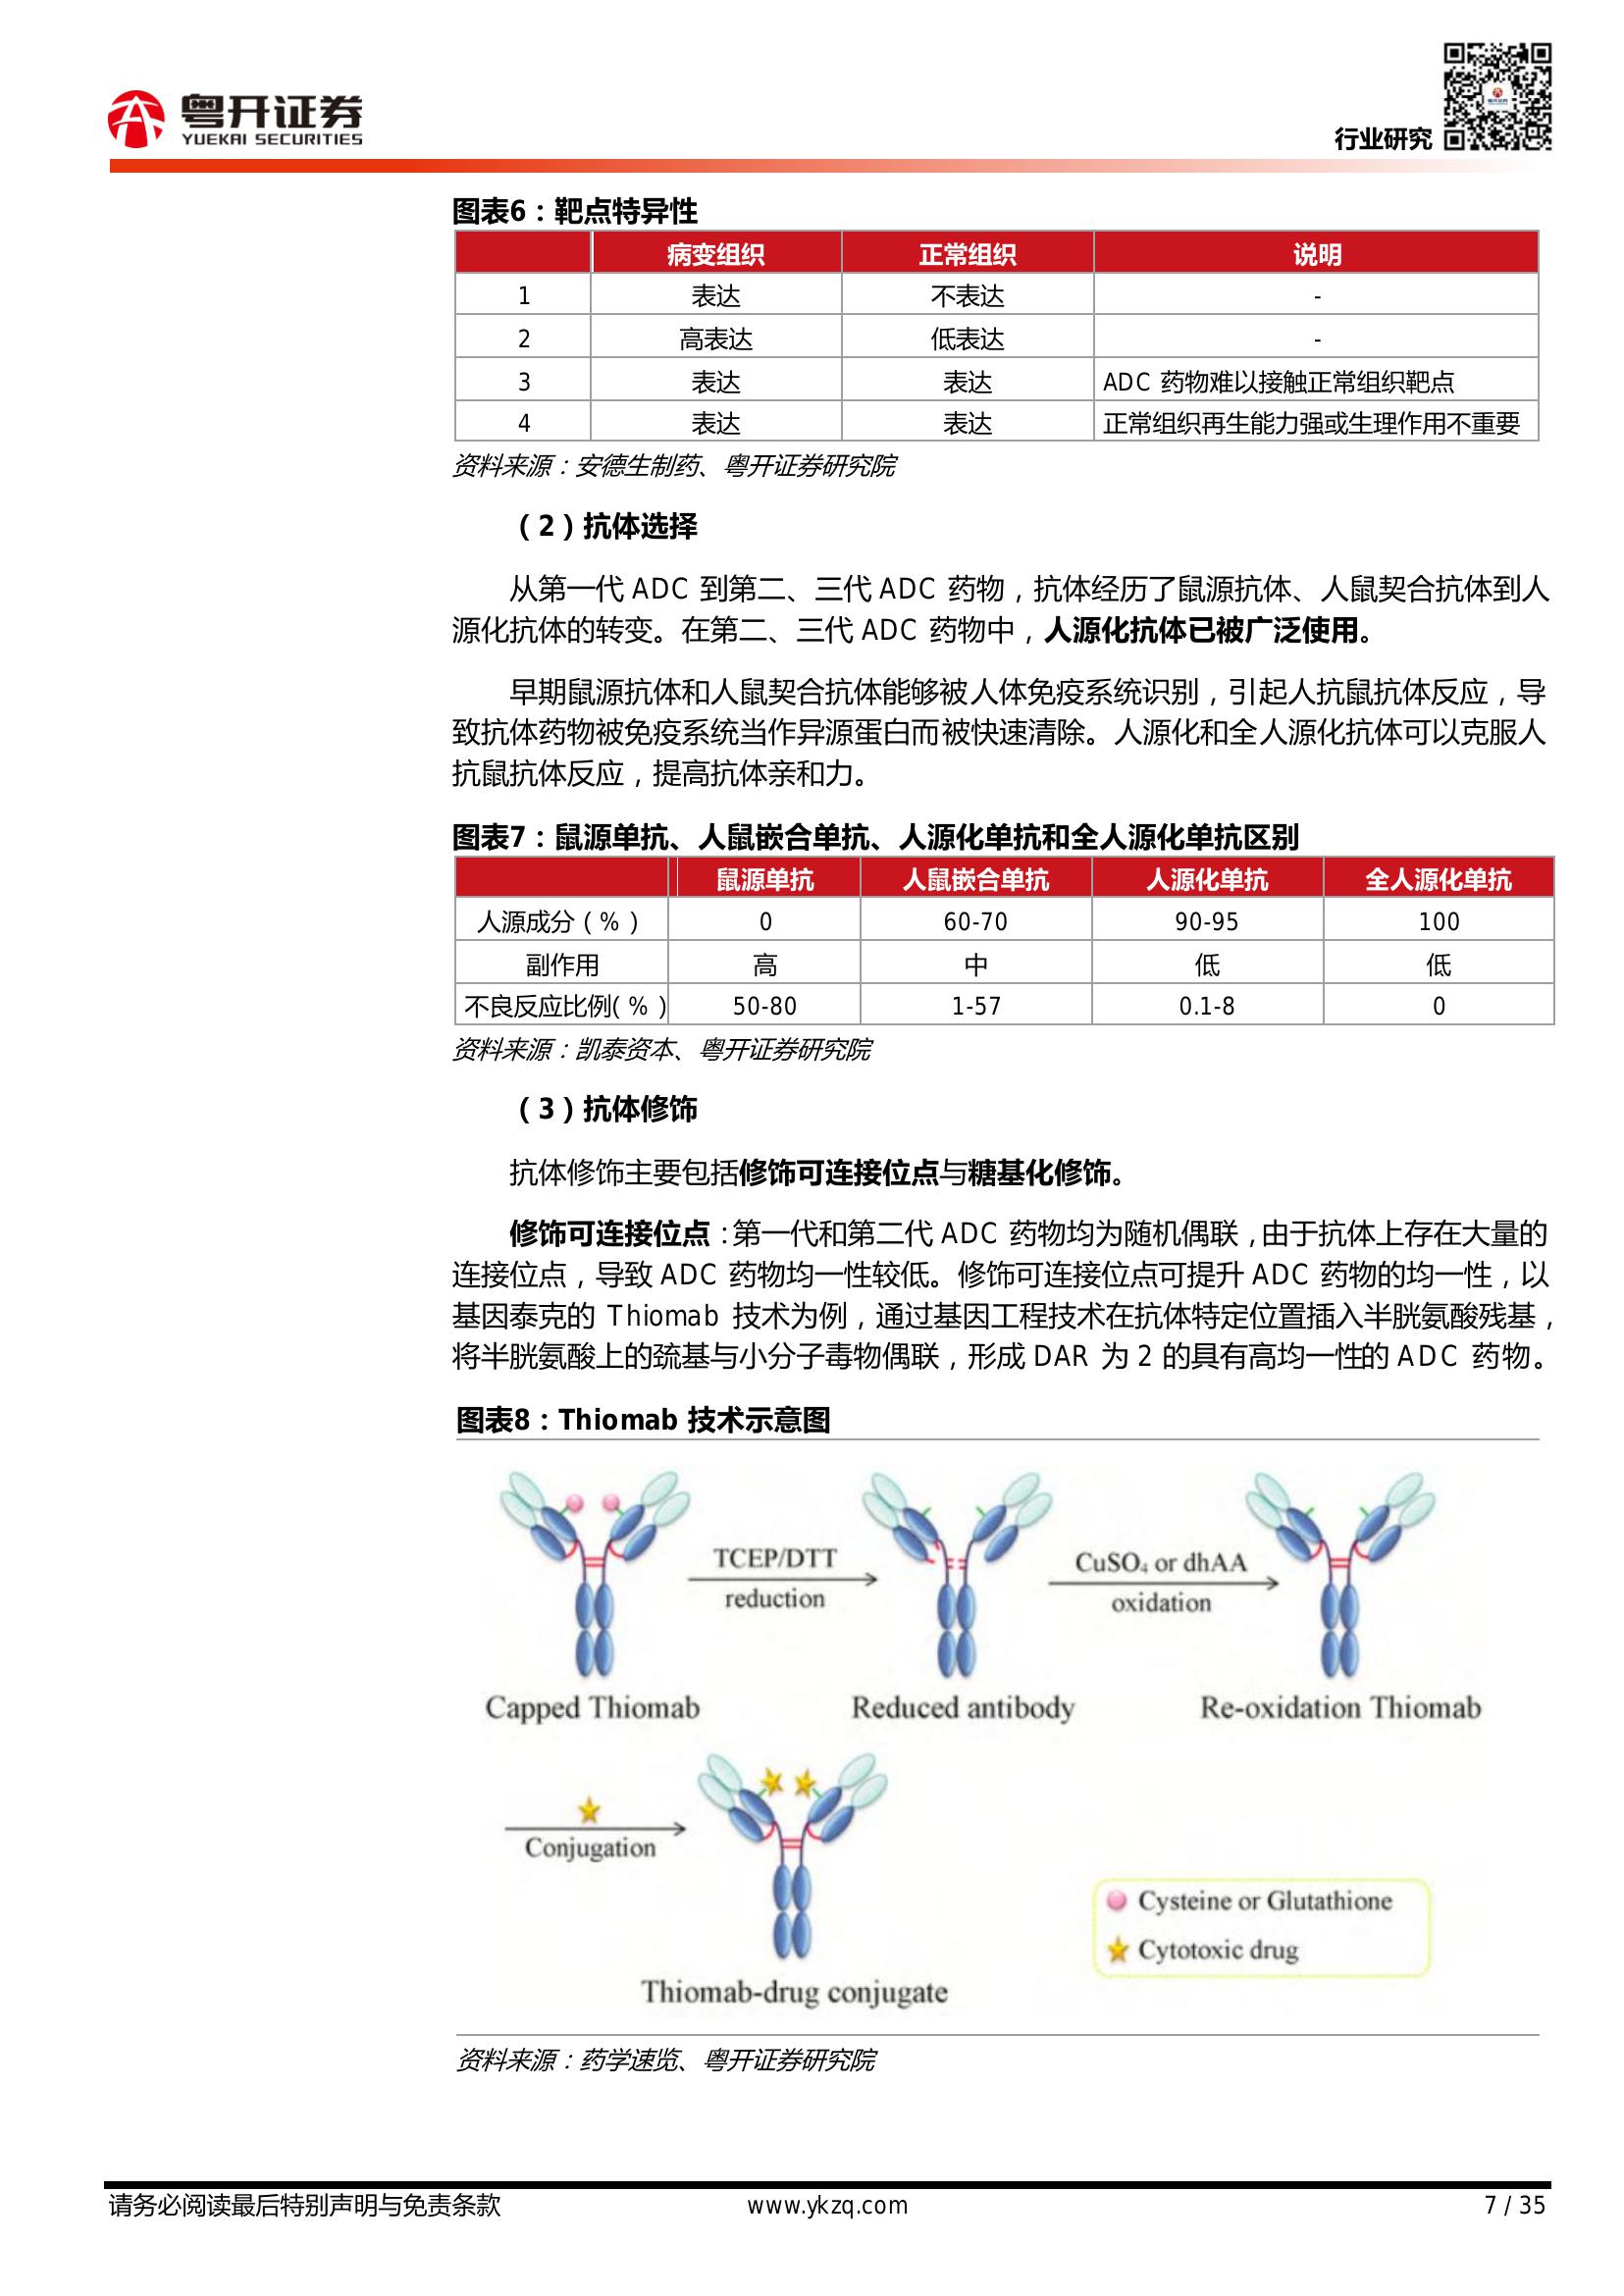 粤开证券
YUEKAI SECURITIES
行业研究
图表6：靶点特异性
病变组织 正常组织 说明
1 表达 不表达 -
2 高表达 低表达 -
3 表达 表达 ADC 药物难以接触正常组织靶点
4 表达 表达 正常组织再生能力强或生理作用不重要
资料来源：安德生制药、粤开证券研究院
（2）抗体选择
从第一代 ADC 到第二、三代 ADC 药物，抗体经历了鼠源抗体、人鼠契合抗体到人
源化抗体的转变。在第二、三代 ADC 药物中，人源化抗体已被广泛使用。
早期鼠源抗体和人鼠契合抗体能够被人体免疫系统识别，引起人抗鼠抗体反应，导
致抗体药物被免疫系统当作异源蛋白而被快速清除。人源化和全人源化抗体可以克服人
抗鼠抗体反应，提高抗体亲和力。
图表7：鼠源单抗、人鼠嵌合单抗、人源化单抗和全人源化单抗区别
鼠源单抗 人鼠嵌合单抗 人源化单抗 全人源化单抗
人源成分（%） 0 60-70 90-95 100
副作用 高 中 低 低
不良反应比例（%） 50-80 1-57 0.1-8 0
资料来源：凯泰资本、粤开证券研究院
（3）抗体修饰
抗体修饰主要包括修饰可连接位点与糖基化修饰。
修饰可连接位点：第一代和第二代 ADC 药物均为随机偶联，由于抗体上存在大量的
连接位点，导致 ADC 药物均一性较低。修饰可连接位点可提升 ADC 药物的均一性，以
基因泰克的 Thiomab 技术为例，通过基因工程技术在抗体特定位置插入半胱氨酸残基，
将半胱氨酸上的巯基与小分子毒物偶联，形成 DAR 为 2 的具有高均一性的 ADC 药物。
图表8：Thiomab 技术示意图
TCEP/DTT
reduction
CuSO₄ or dhAA
oxidation
Capped Thiomab Reduced antibody Re-oxidation Thiomab
Conjugation
Cysteine or Glutathione
Cytotoxic drug
Thiomab-drug conjugate
资料来源：药学速览、粤开证券研究院
请务必阅读最后特别声明与免责条款 www.ykzq.com 7 / 35